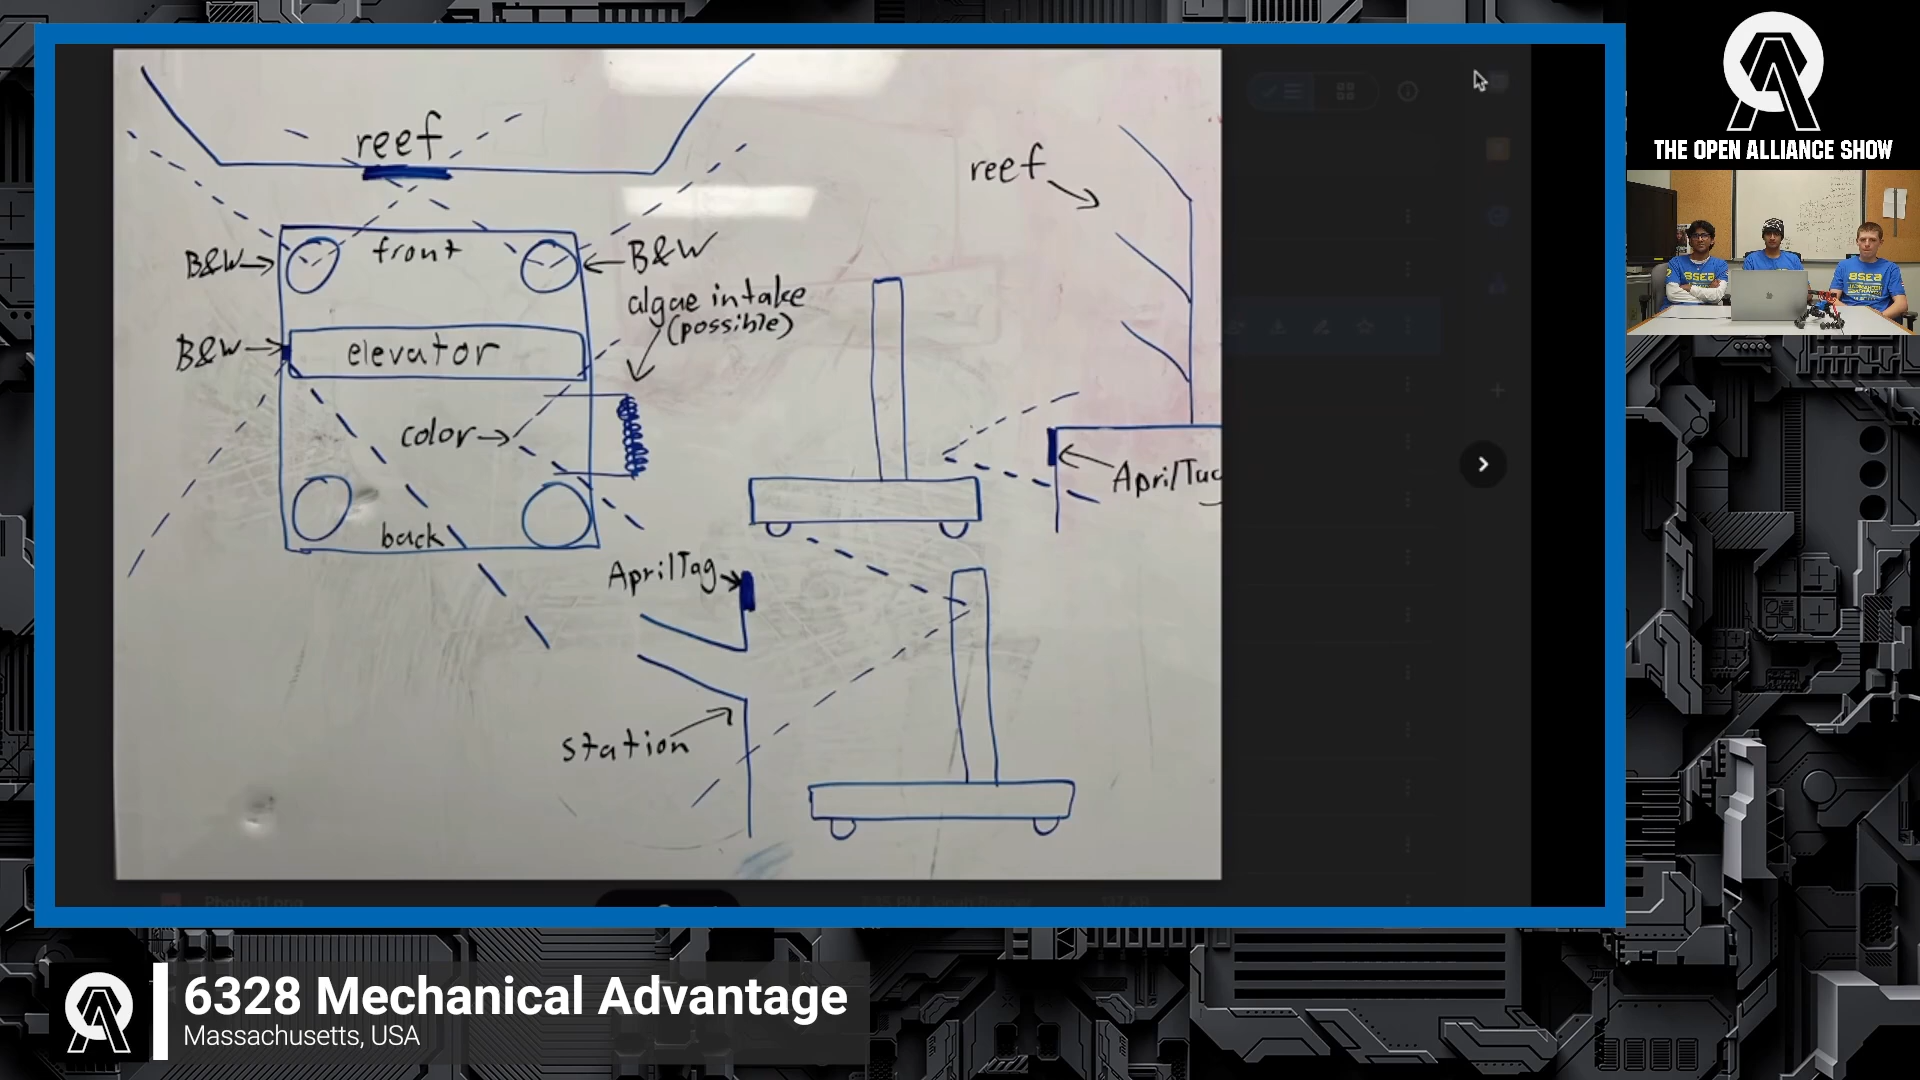 reef
B&W
front
B&W
algae intake
(possible)
B&W
elevator
color
back
AprilTag
station
reef
AprilTag
THE OPEN ALLIANCE SHOW
6328 Mechanical Advantage
Massachusetts, USA